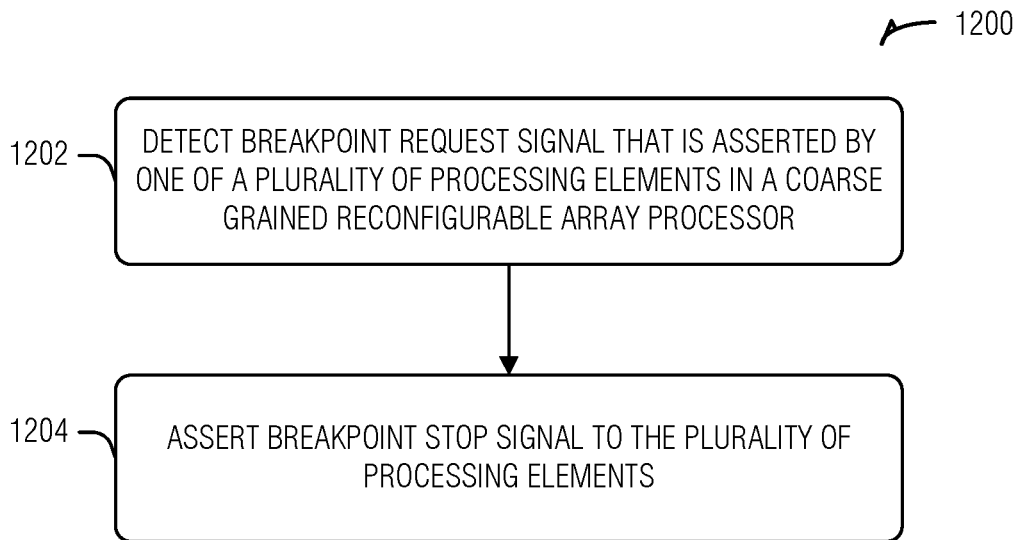 1200
1202
DETECT BREAKPOINT REQUEST SIGNAL THAT IS ASSERTED BY
ONE OF A PLURALITY OF PROCESSING ELEMENTS IN A COARSE
GRAINED RECONFIGURABLE ARRAY PROCESSOR
1204
ASSERT BREAKPOINT STOP SIGNAL TO THE PLURALITY OF
PROCESSING ELEMENTS